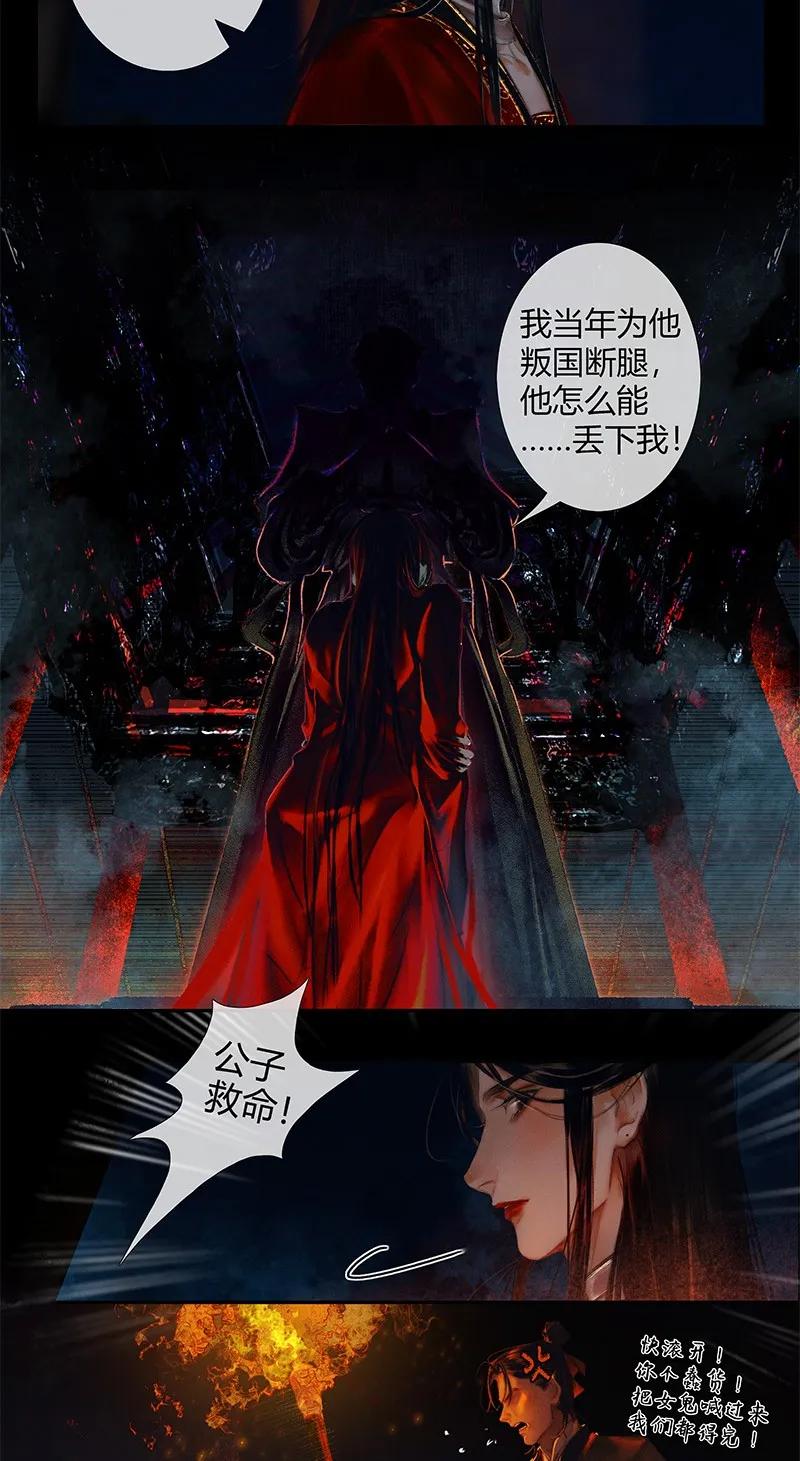 我当年为他
叛国断腿，
他怎么能
……丢下我！
公子
救命！
快滚开！
你个蠢货！
把女鬼喊过来
我们都得完！